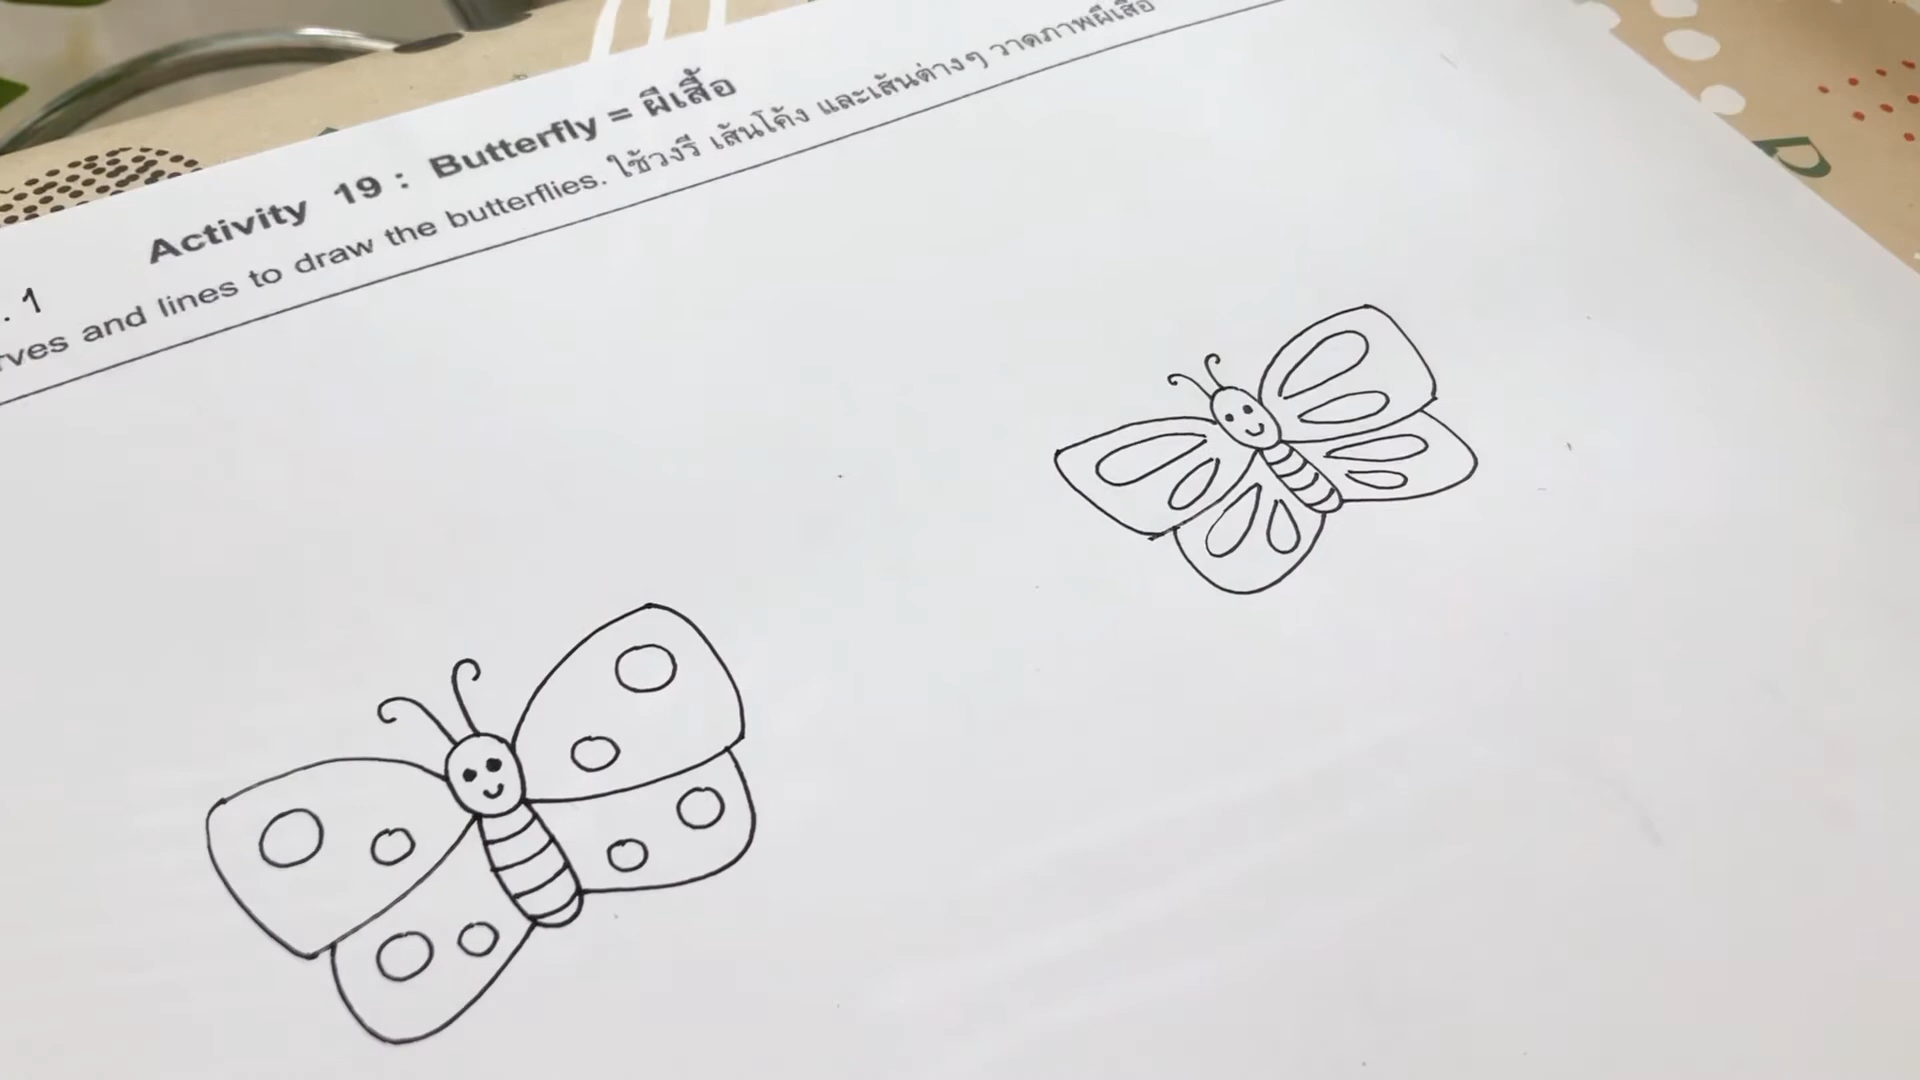 Activity 19 : Butterfly = ผีเสื้อ
. 1
rves and lines to draw the butterflies. ใช้วงรี เส้นโค้ง และเส้นต่างๆ วาดภาพผีเสื้อ